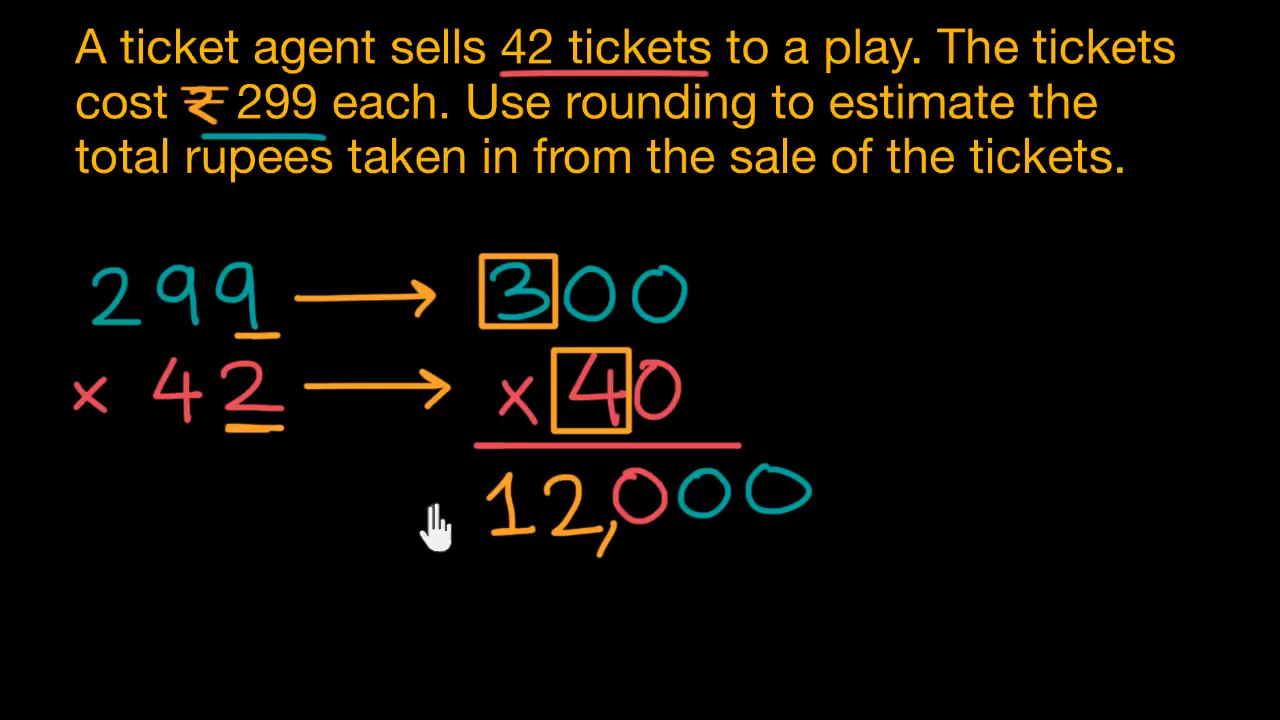 A ticket agent sells 42 tickets to a play. The tickets
cost ₹ 299 each. Use rounding to estimate the
total rupees taken in from the sale of the tickets.
299 → 300
x 42 → x 40
12,000